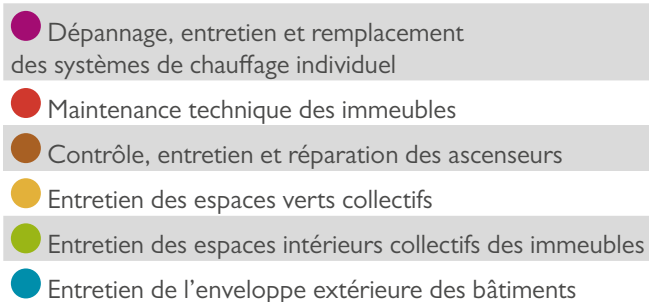 Dépannage, entretien et remplacement
des systèmes de chauffage individuel
Maintenance technique des immeubles
Contrôle, entretien et réparation des ascenseurs
Entretien des espaces verts collectifs
Entretien des espaces intérieurs collectifs des immeubles
Entretien de l’enveloppe extérieure des bâtiments